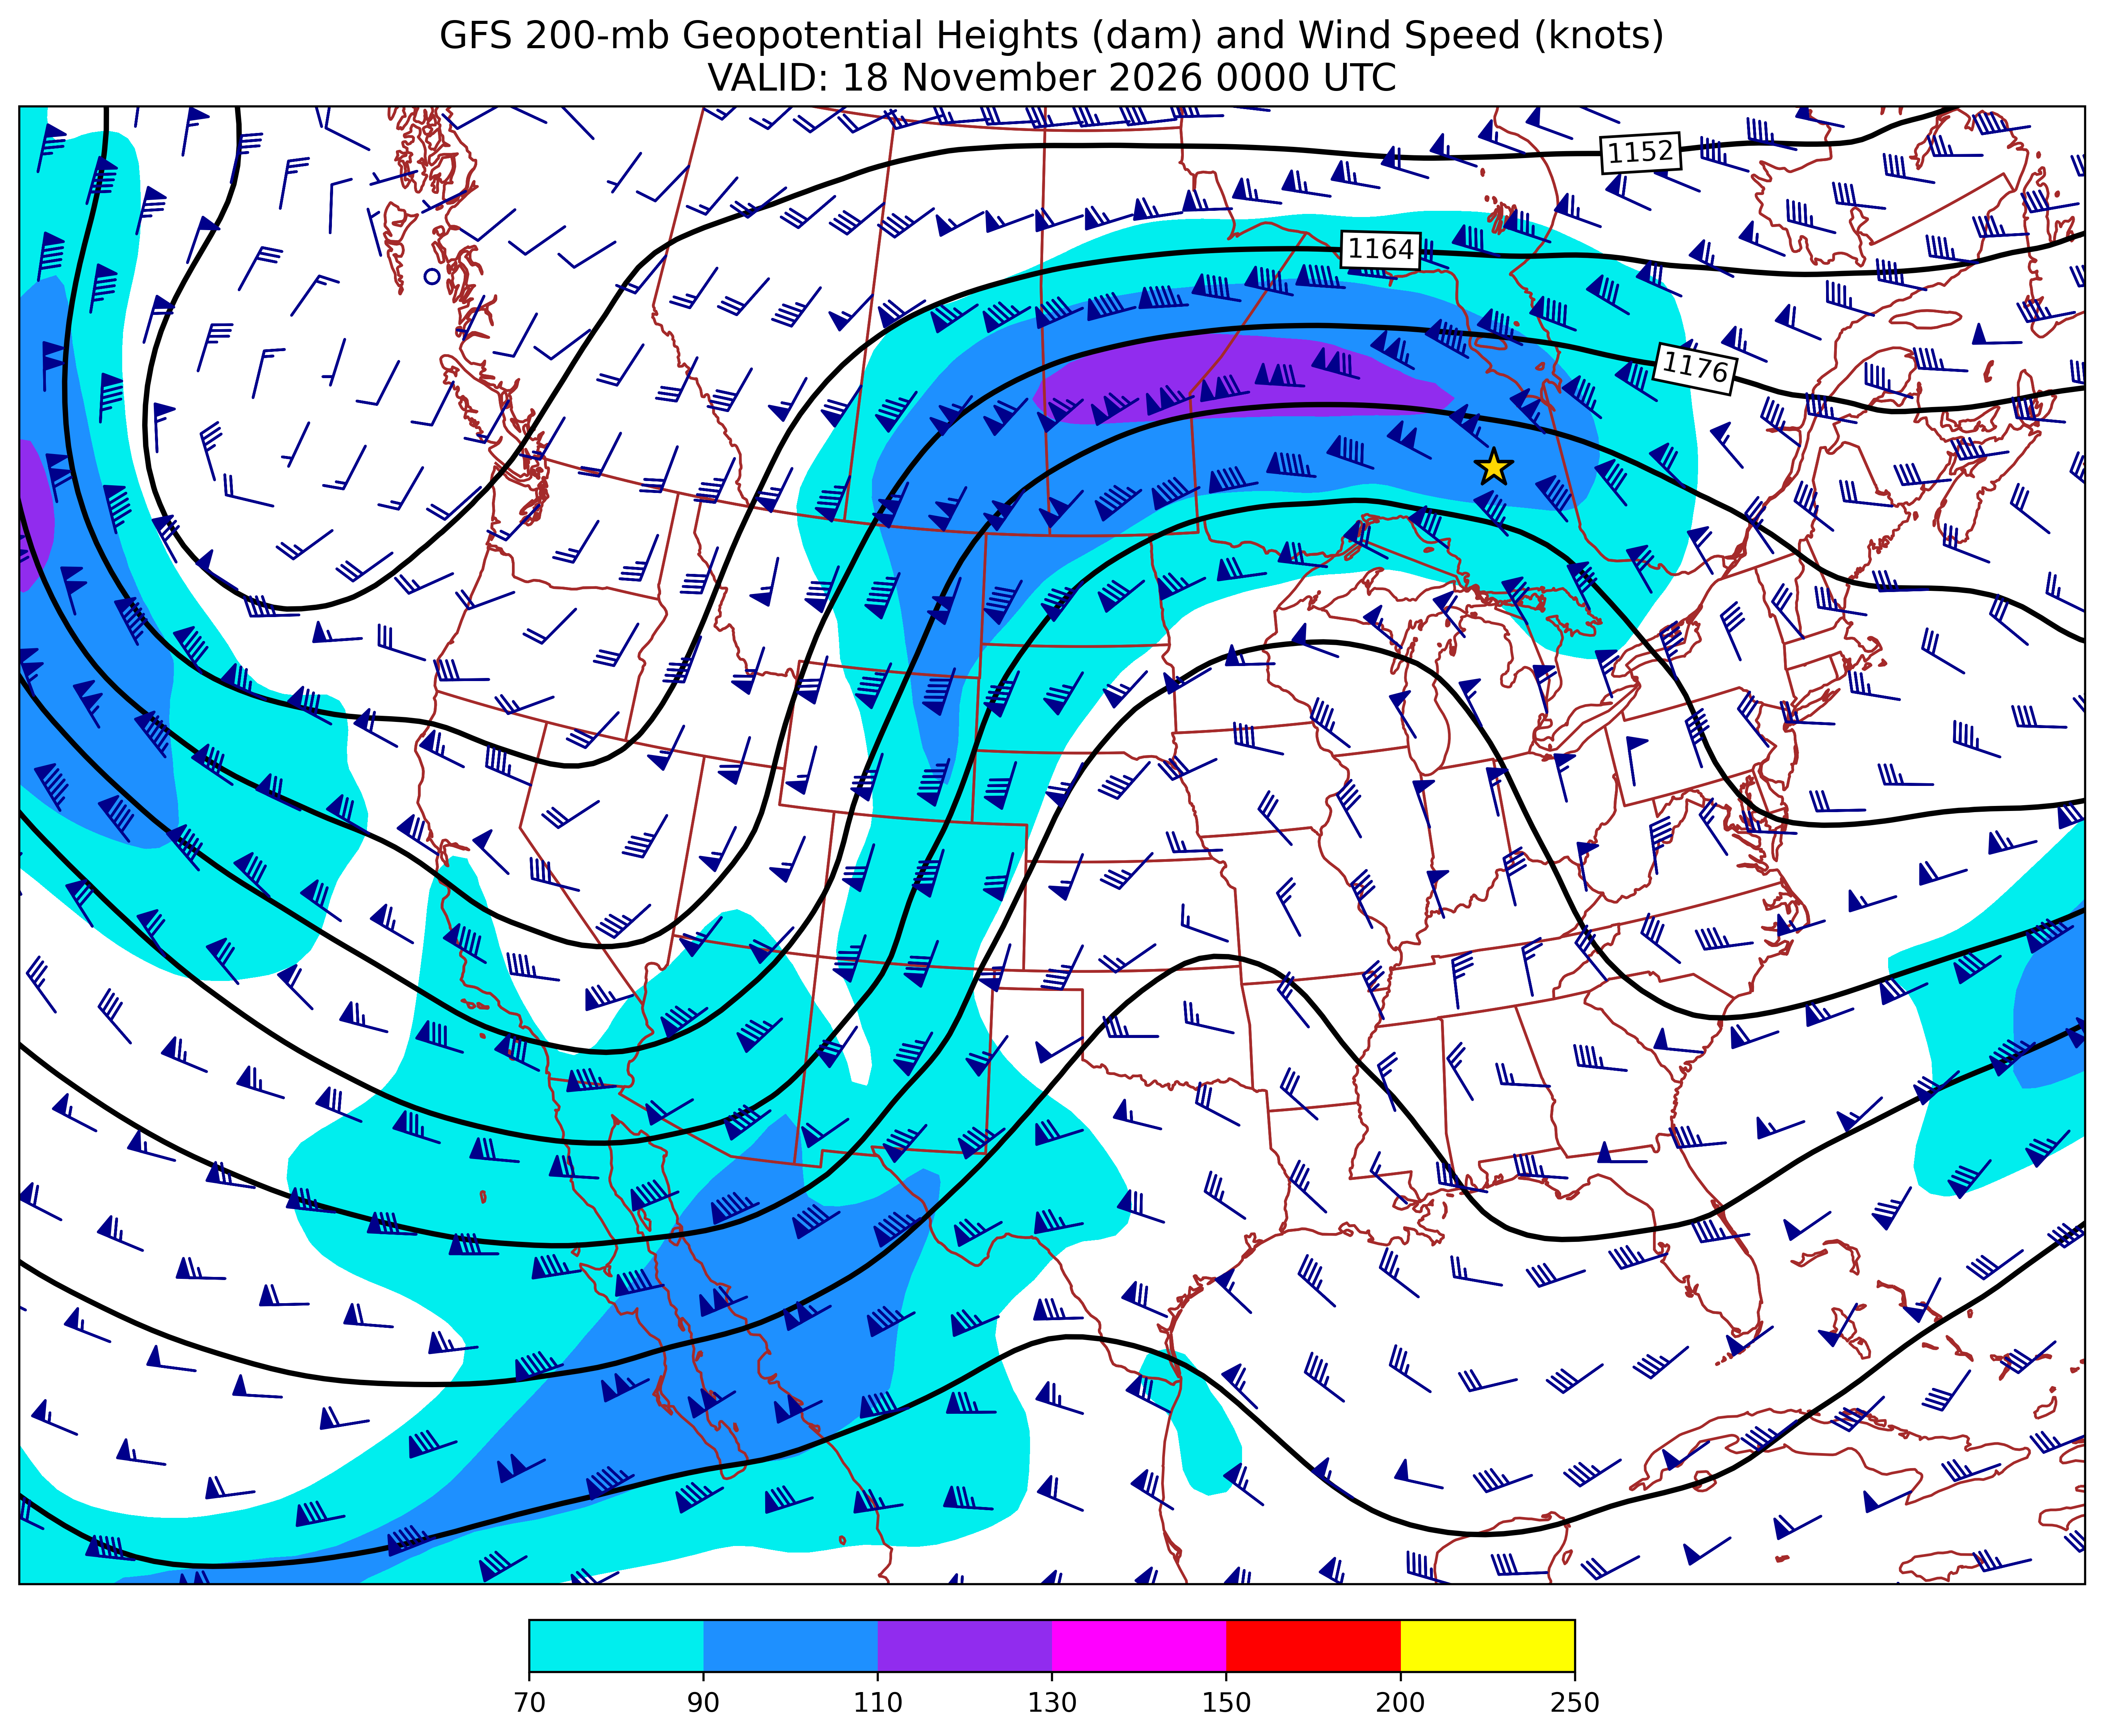 GFS 200-mb Geopotential Heights (dam) and Wind Speed (knots)
VALID: 18 November 2026 0000 UTC
1152
1164
1176
70 90 110 130 150 200 250